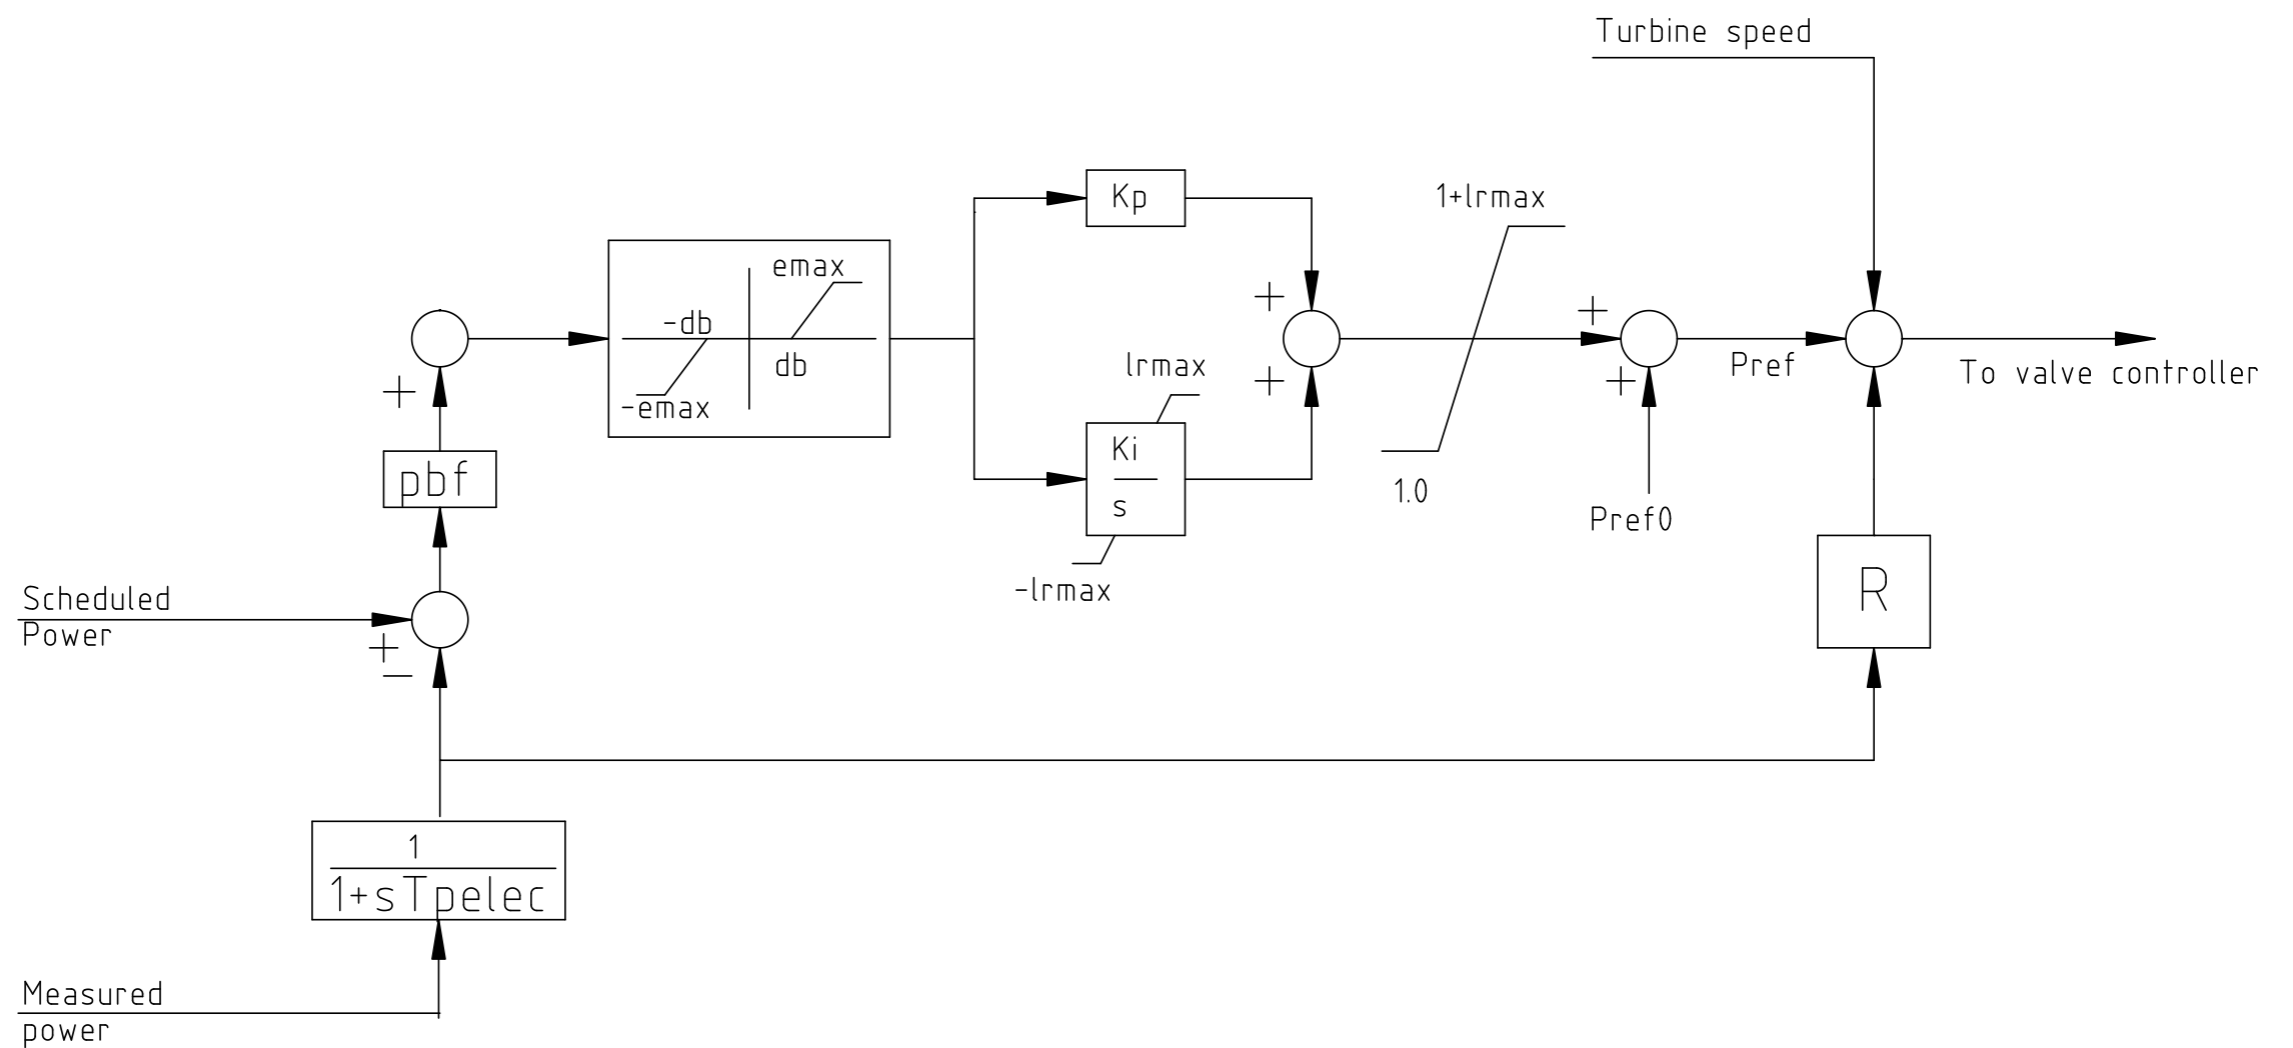 Turbine speed
Kp
1+lrmax
emax
+
+
-db
db
lrmax
Pref
+
+
+
To valve controller
-emax
Ki
s
pbf
1.0
Pref0
-lrmax
R
Scheduled
Power
+
−
1
1+sTpelec
Measured
power